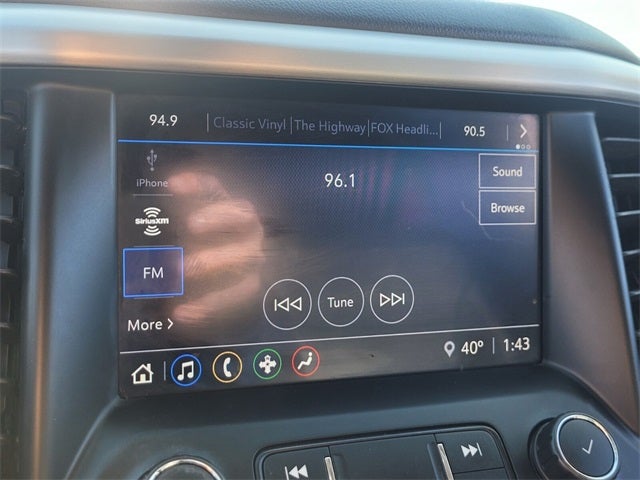 94.9 Classic Vinyl The Highway FOX Headli... 90.5
iPhone
96.1
Sound
SiriusXM
Browse
FM
Tune
More
40° 1:43